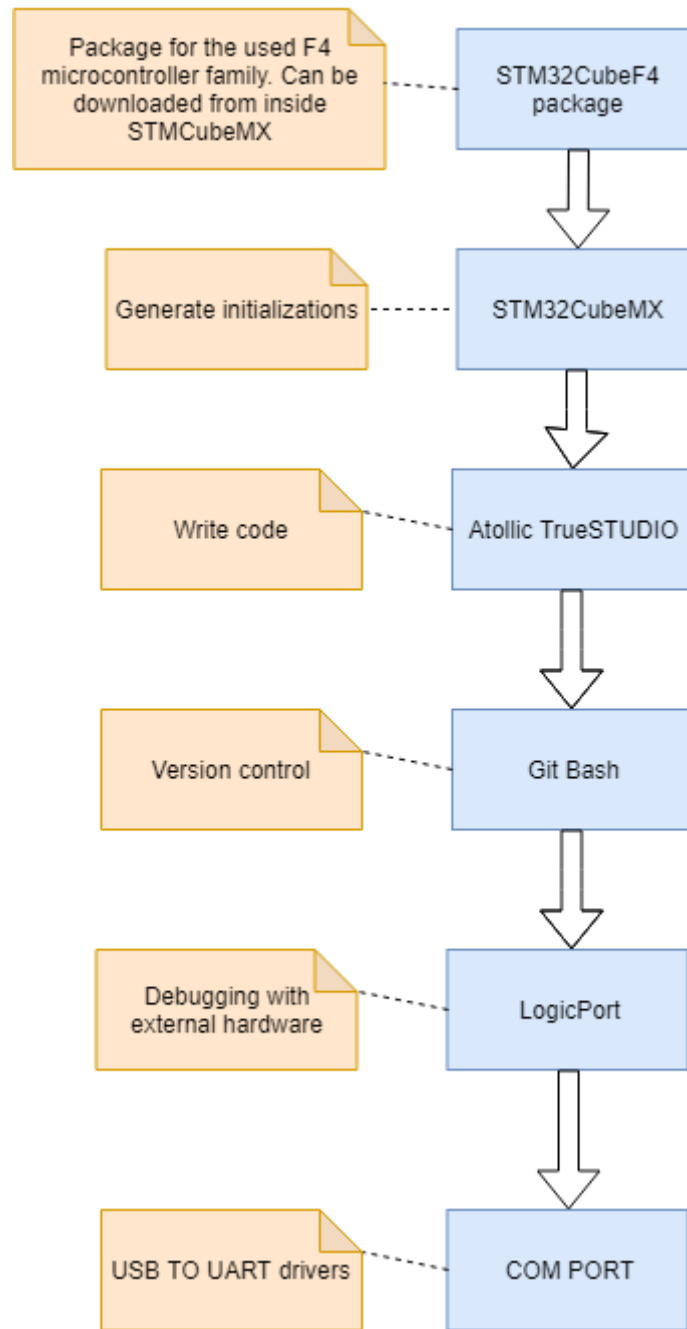 Package for the used F4
microcontroller family. Can be
downloaded from inside
STMCubeMX
STM32CubeF4
package
Generate initializations
STM32CubeMX
Write code
Atollic TrueSTUDIO
Version control
Git Bash
Debugging with
external hardware
LogicPort
USB TO UART drivers
COM PORT